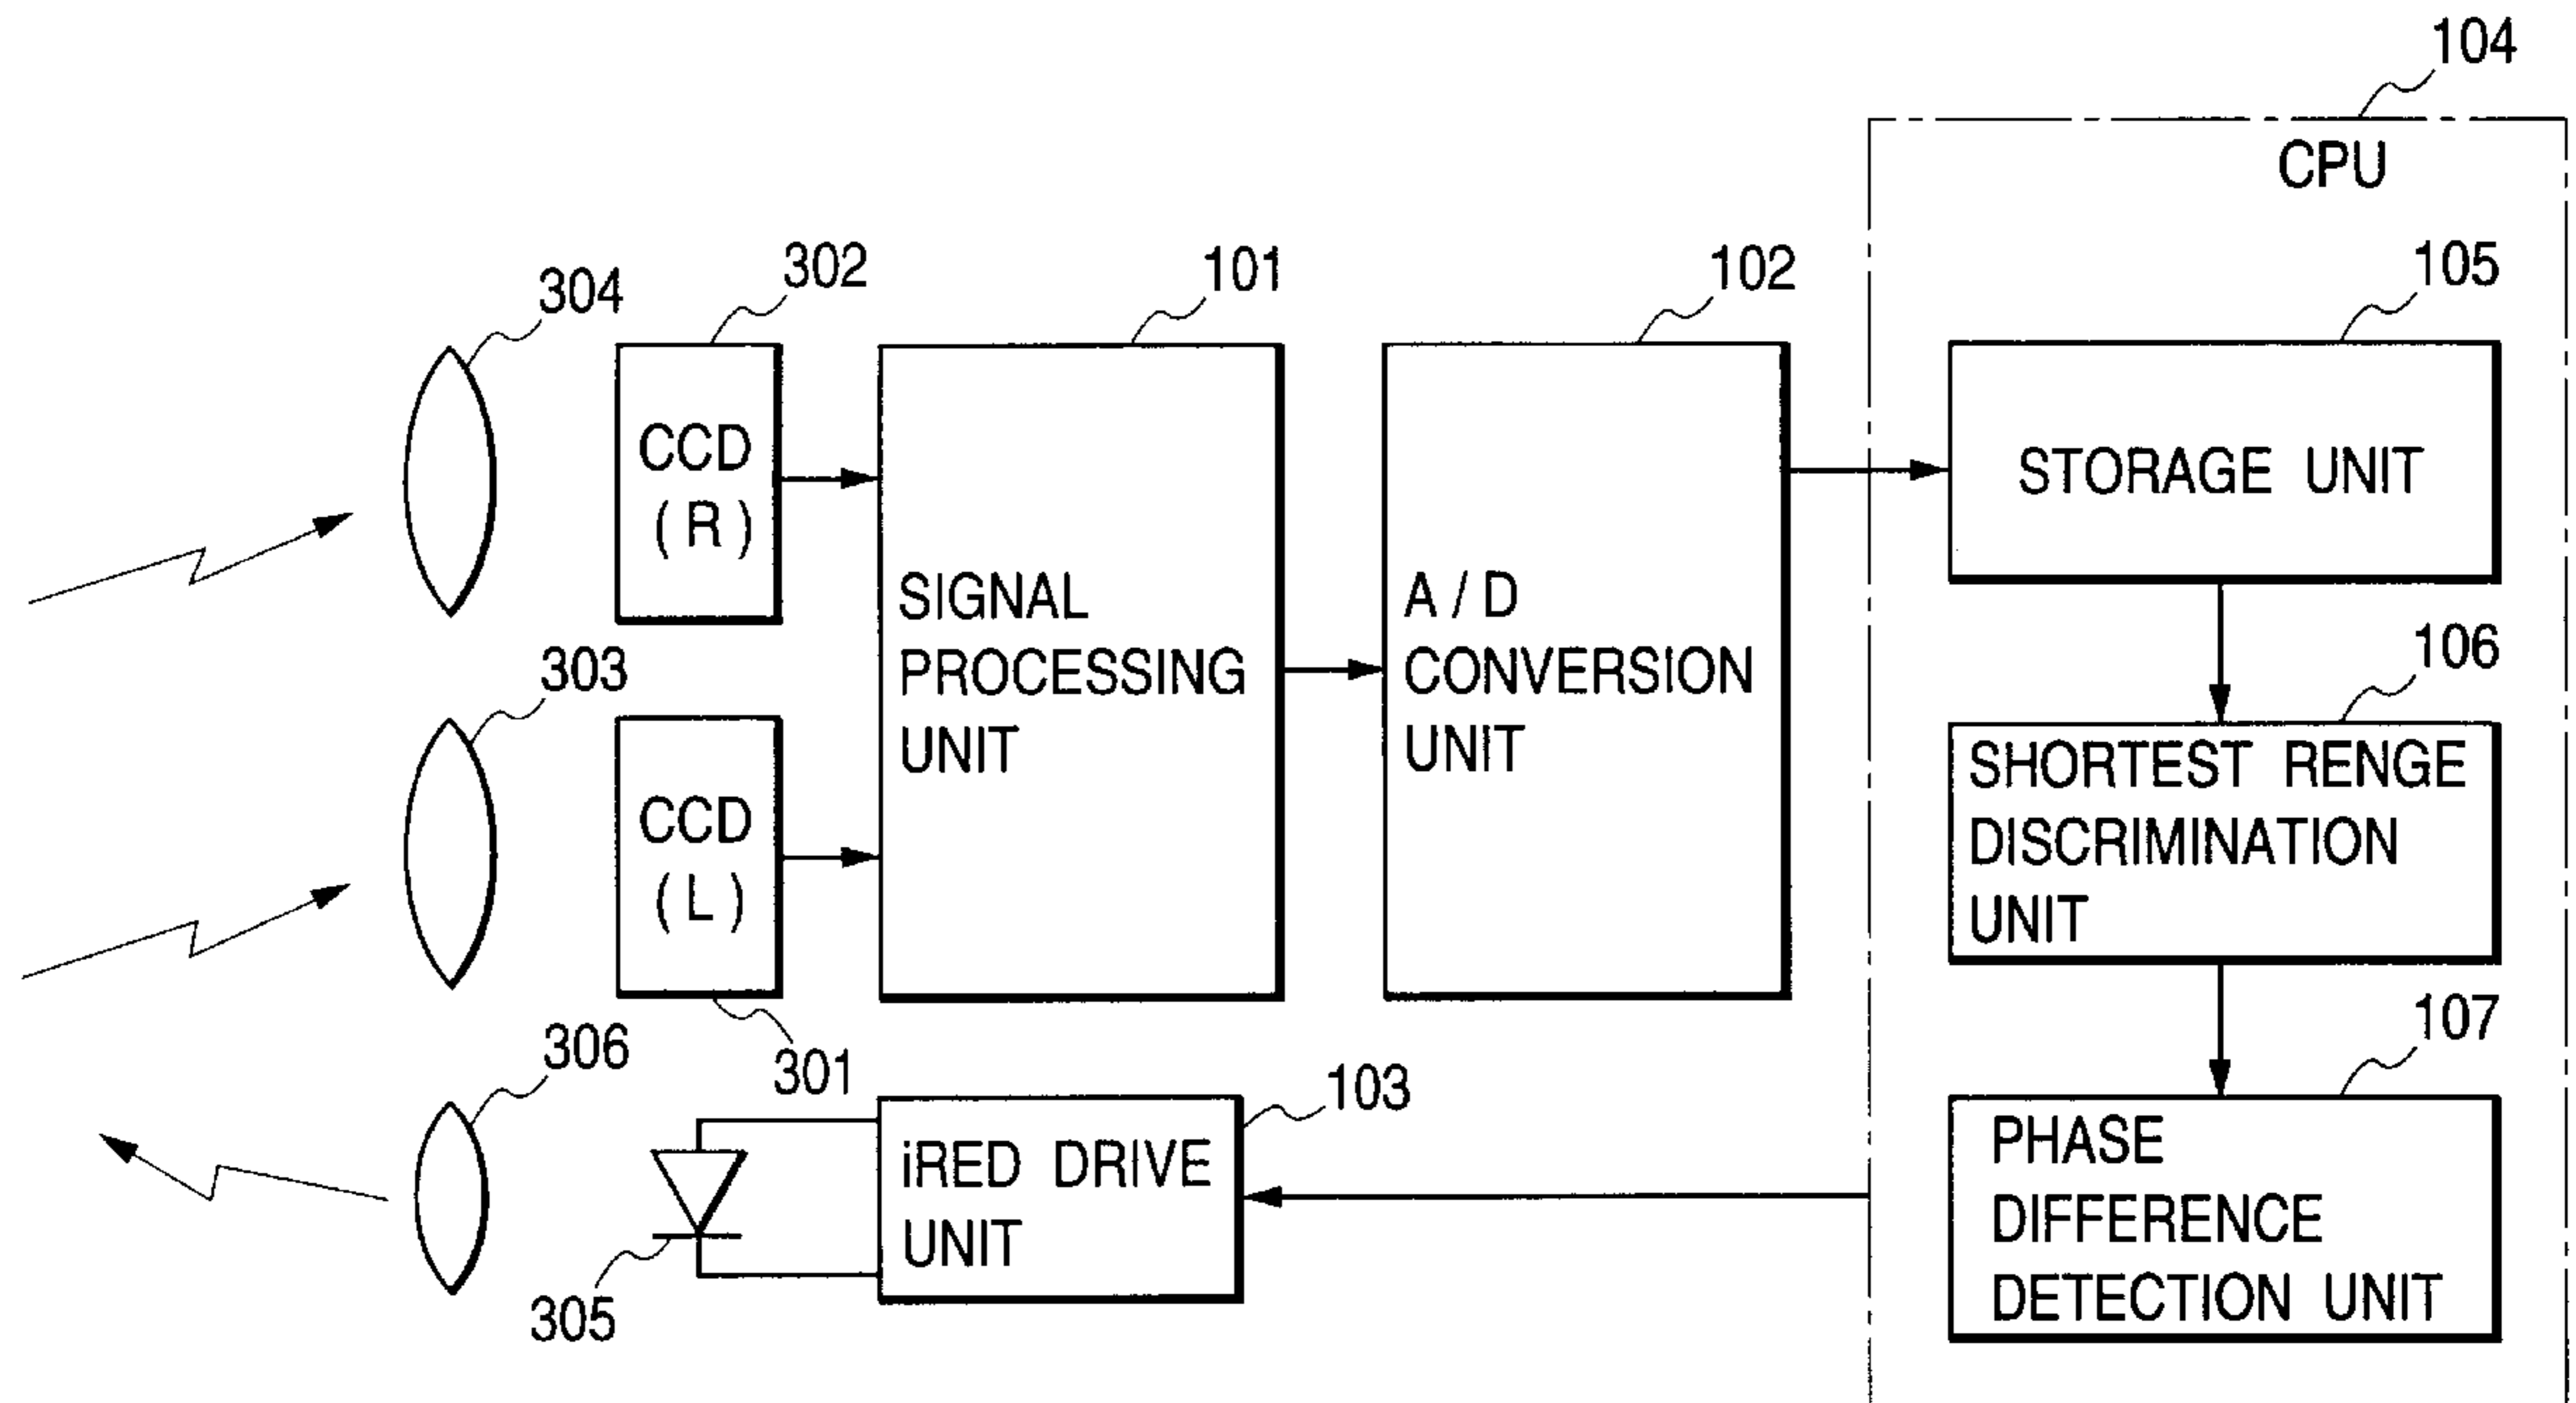 104
CPU
302
101
102
105
304
CCD
( R )
STORAGE UNIT
SIGNAL
PROCESSING
UNIT
A / D
CONVERSION
UNIT
303
106
SHORTEST RENGE
DISCRIMINATION
UNIT
CCD
( L )
301
306
103
107
iRED DRIVE
UNIT
305
PHASE
DIFFERENCE
DETECTION UNIT